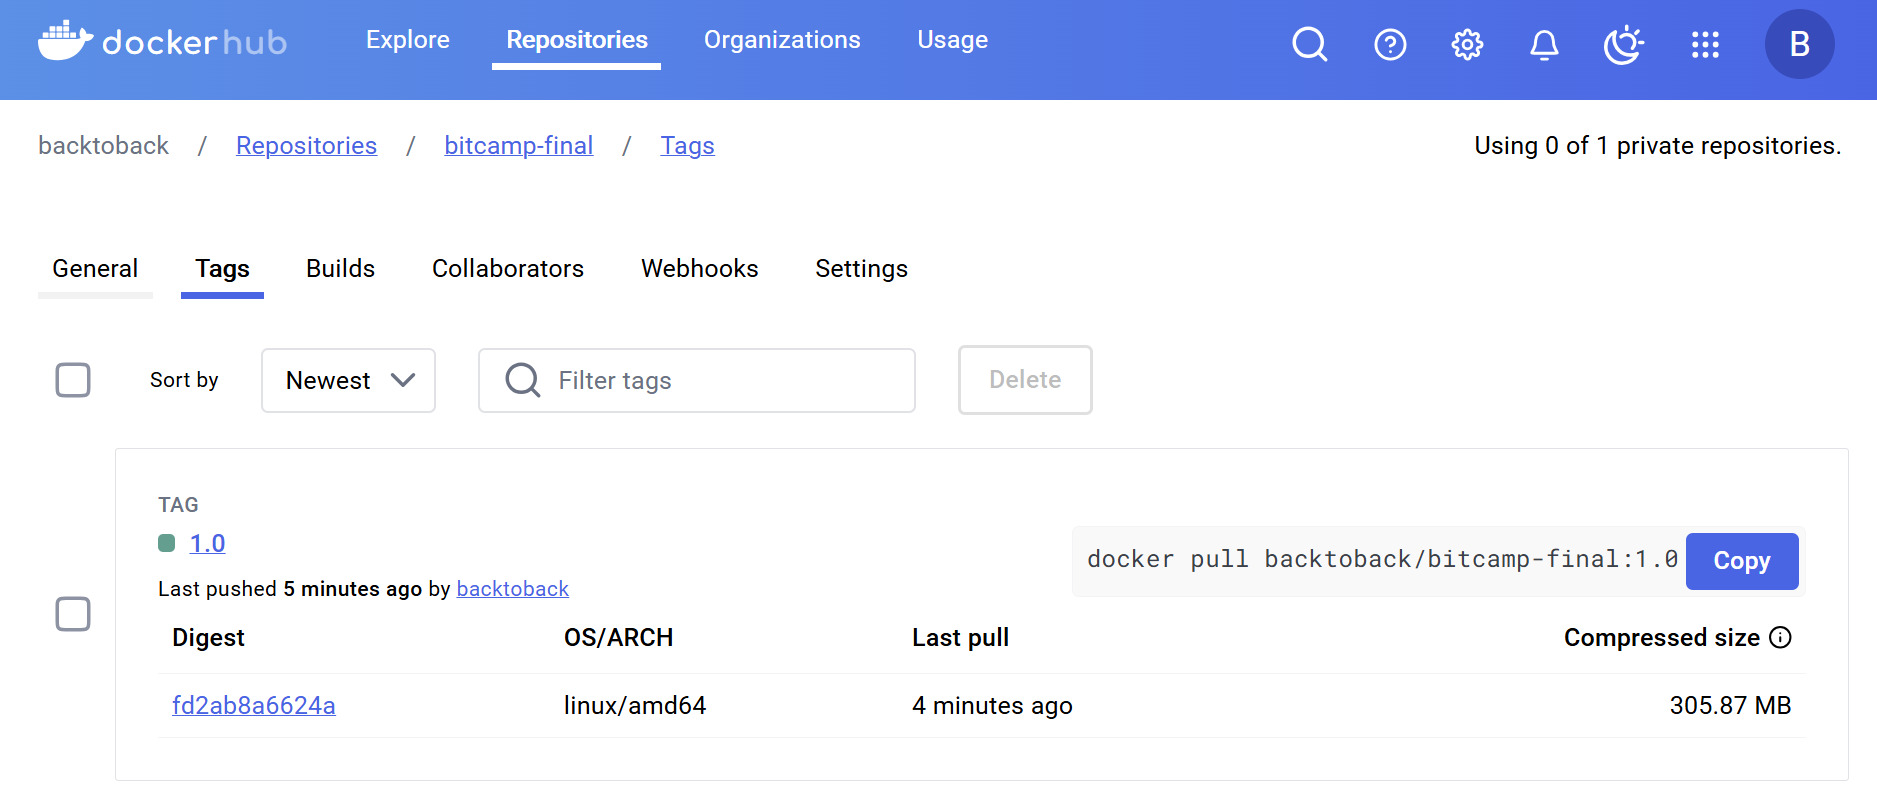 dockerhub Explore Repositories Organizations Usage B
backtoback / Repositories / bitcamp-final / Tags Using 0 of 1 private repositories.
General Tags Builds Collaborators Webhooks Settings
Sort by Newest Filter tags Delete
TAG
1.0
docker pull backtoback/bitcamp-final:1.0 Copy
Last pushed 5 minutes ago by backtoback
Digest OS/ARCH Last pull Compressed size
fd2ab8a6624a linux/amd64 4 minutes ago 305.87 MB